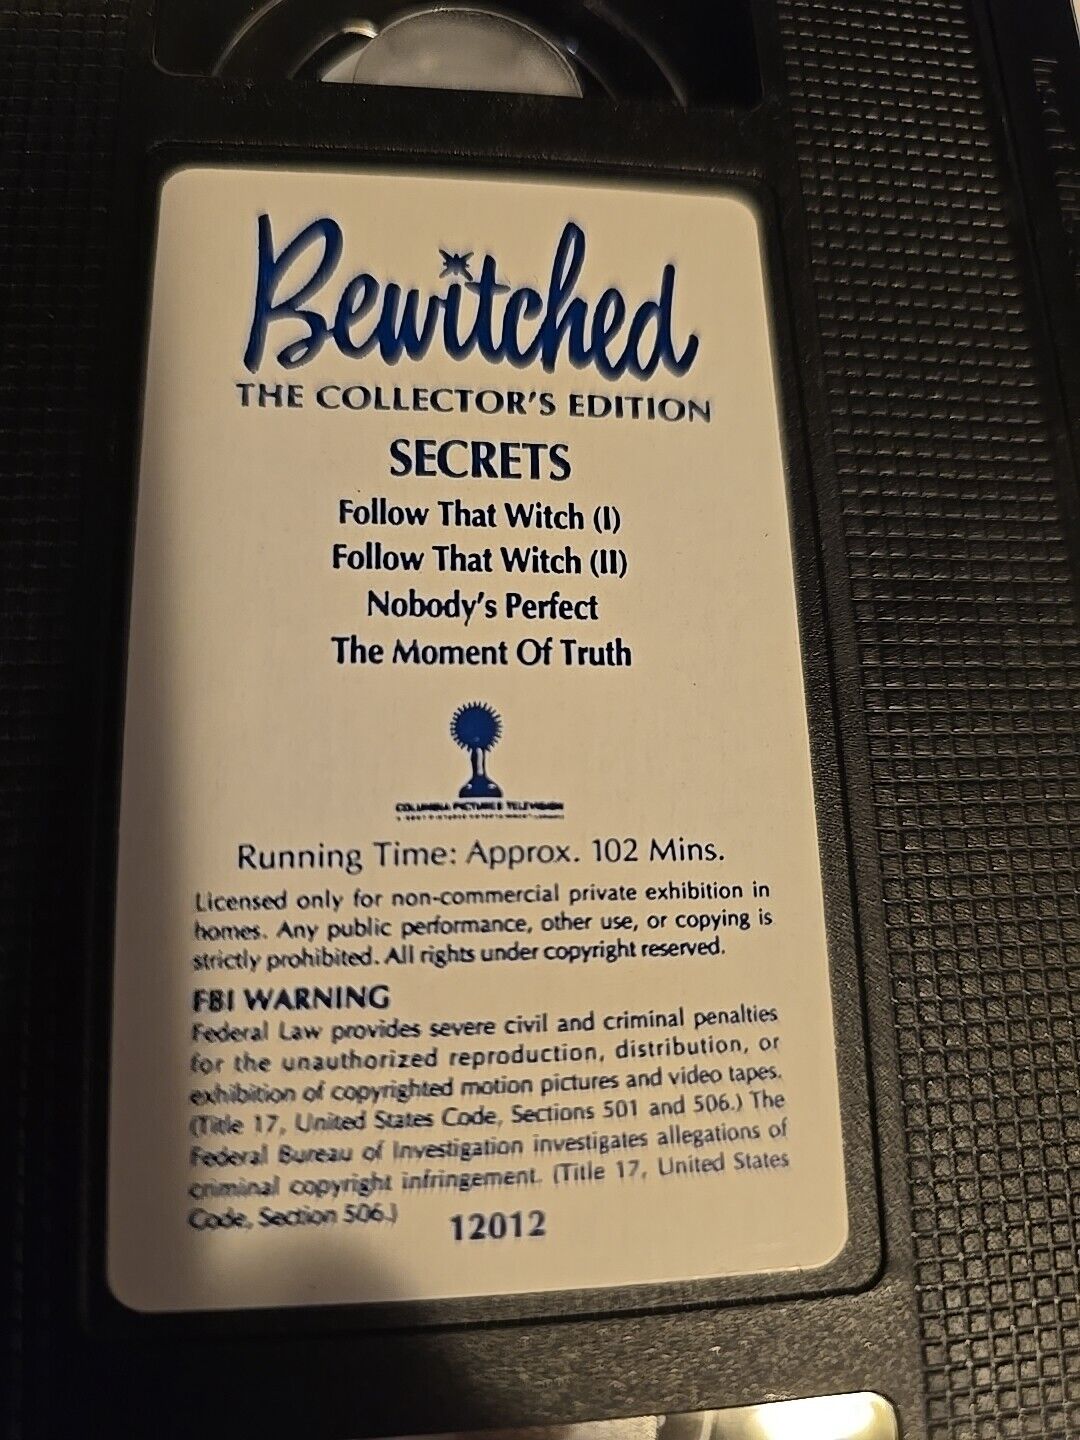 Bewitched
THE COLLECTOR'S EDITION
SECRETS
Follow That Witch (I)
Follow That Witch (II)
Nobody's Perfect
The Moment Of Truth
COLUMBIA PICTURES TELEVISION
Running Time: Approx. 102 Mins.
Licensed only for non-commercial private exhibition in
homes. Any public performance, other use, or copying is
strictly prohibited. All rights under copyright reserved.
FBI WARNING
Federal Law provides severe civil and criminal penalties
for the unauthorized reproduction, distribution, or
exhibition of copyrighted motion pictures and video tapes.
(Title 17, United States Code, Sections 501 and 506.) The
Federal Bureau of Investigation investigates allegations of
criminal copyright infringement. (Title 17, United States
Code, Section 506.)
12012